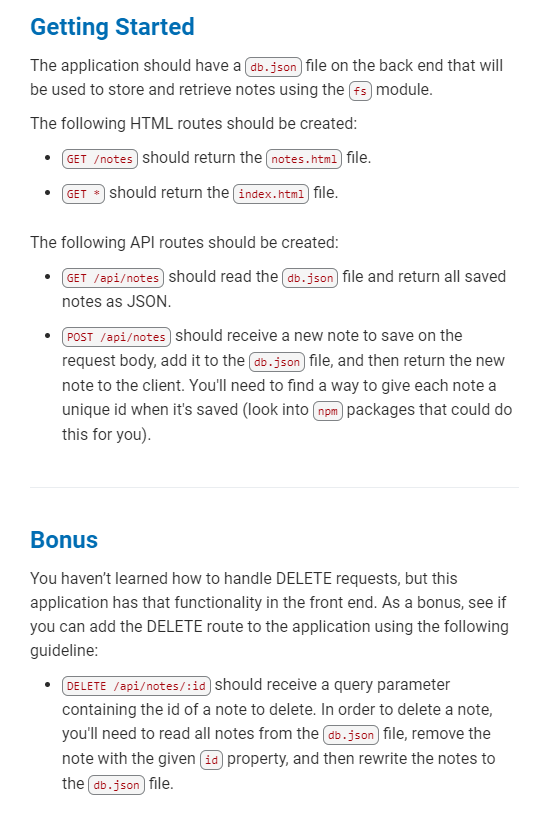 Getting Started
The application should have a db.json file on the back end that will
be used to store and retrieve notes using the fs module.
The following HTML routes should be created:
• GET /notes should return the notes.html file.
• GET * should return the index.html file.
The following API routes should be created:
• GET /api/notes should read the db.json file and return all saved
notes as JSON.
• POST /api/notes should receive a new note to save on the
request body, add it to the db.json file, and then return the new
note to the client. You'll need to find a way to give each note a
unique id when it's saved (look into npm packages that could do
this for you).
Bonus
You haven’t learned how to handle DELETE requests, but this
application has that functionality in the front end. As a bonus, see if
you can add the DELETE route to the application using the following
guideline:
• DELETE /api/notes/:id should receive a query parameter
containing the id of a note to delete. In order to delete a note,
you'll need to read all notes from the db.json file, remove the
note with the given id property, and then rewrite the notes to
the db.json file.